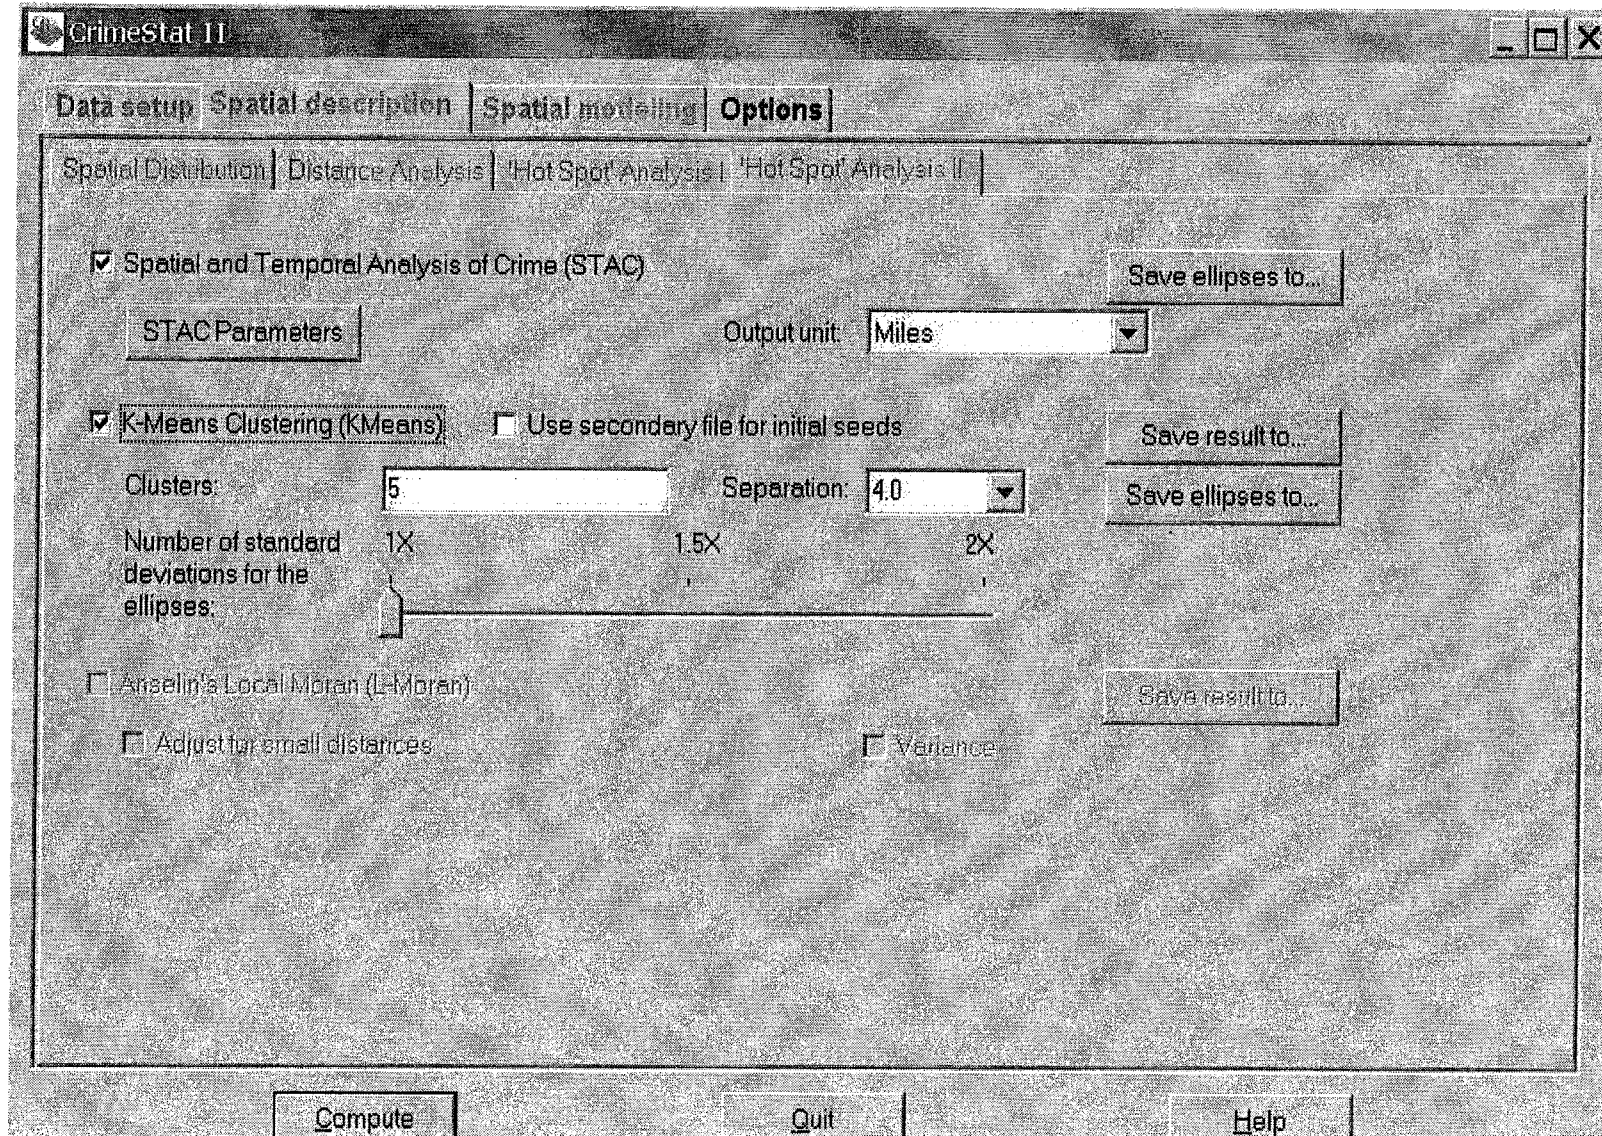 CrimeStat II
Data setup Spatial description Spatial modeling Options
Spatial Distribution Distance Analysis 'Hot Spot' Analysis I 'Hot Spot' Analysis II
Spatial and Temporal Analysis of Crime (STAC)
Save ellipses to...
STAC Parameters
Output unit: Miles
K-Means Clustering (KMeans) Use secondary file for initial seeds
Save result to...
Clusters: 5 Separation: 4.0
Save ellipses to...
Number of standard deviations for the ellipses:
1X 1.5X 2X
Anselin's Local Moran (L-Moran)
Save result to...
Adjust for small distances Variance
Compute Quit Help